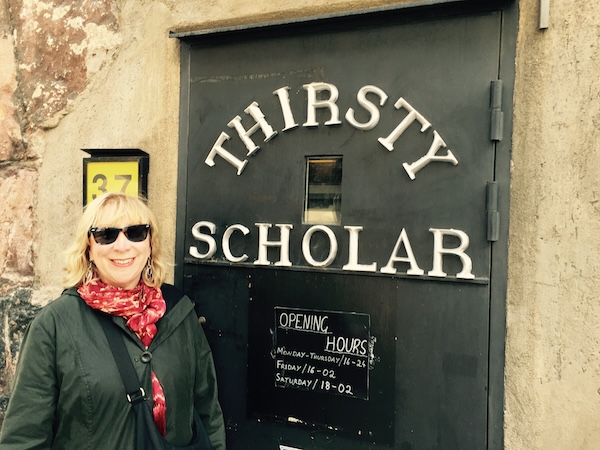 THIRSTY
SCHOLAR
37
OPENING
HOURS
MONDAY-THURSDAY/16-24
FRIDAY/16-02
SATURDAY/18-02